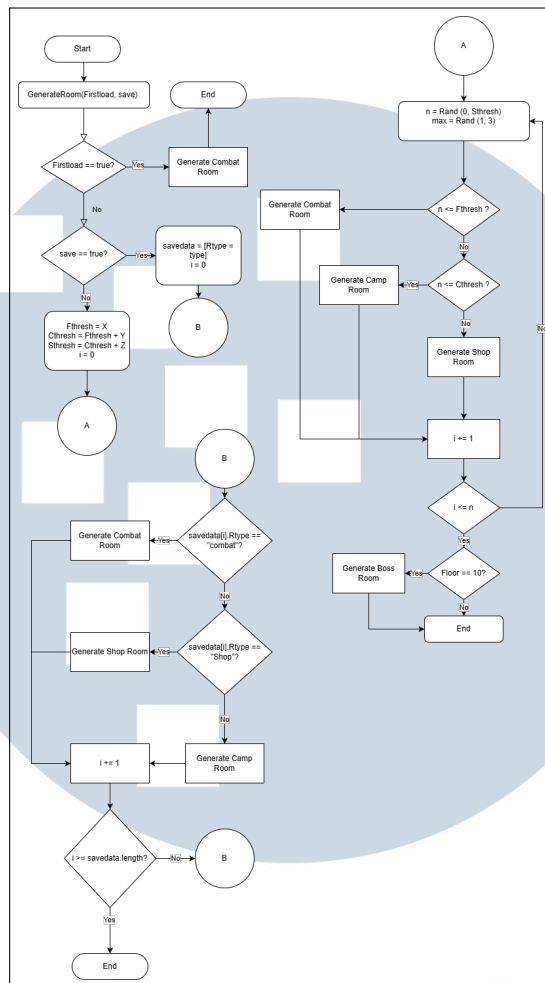 Start
GenerateRoom(Firstload, save)
Firstload == true?
Yes
Generate Combat
Room
End
No
save == true?
Yes
savedata = [Rtype =
type]
i = 0
B
No
Fthresh = X
Cthresh = Fthresh + Y
Sthresh = Cthresh + Z
i = 0
A
B
savedata[i].Rtype ==
"combat"?
Yes
Generate Combat
Room
No
savedata[i].Rtype ==
"Shop"?
Yes
Generate Shop Room
No
Generate Camp
Room
i += 1
i >= savedata.length?
No
B
Yes
End
A
n = Rand (0, Sthresh)
max = Rand (1, 3)
n <= Fthresh ?
Generate Combat
Room
No
n <= Cthresh ?
Yes
Generate Camp
Room
No
Generate Shop
Room
i += 1
i <= n
No
Yes
Floor == 10?
Yes
Generate Boss
Room
No
End